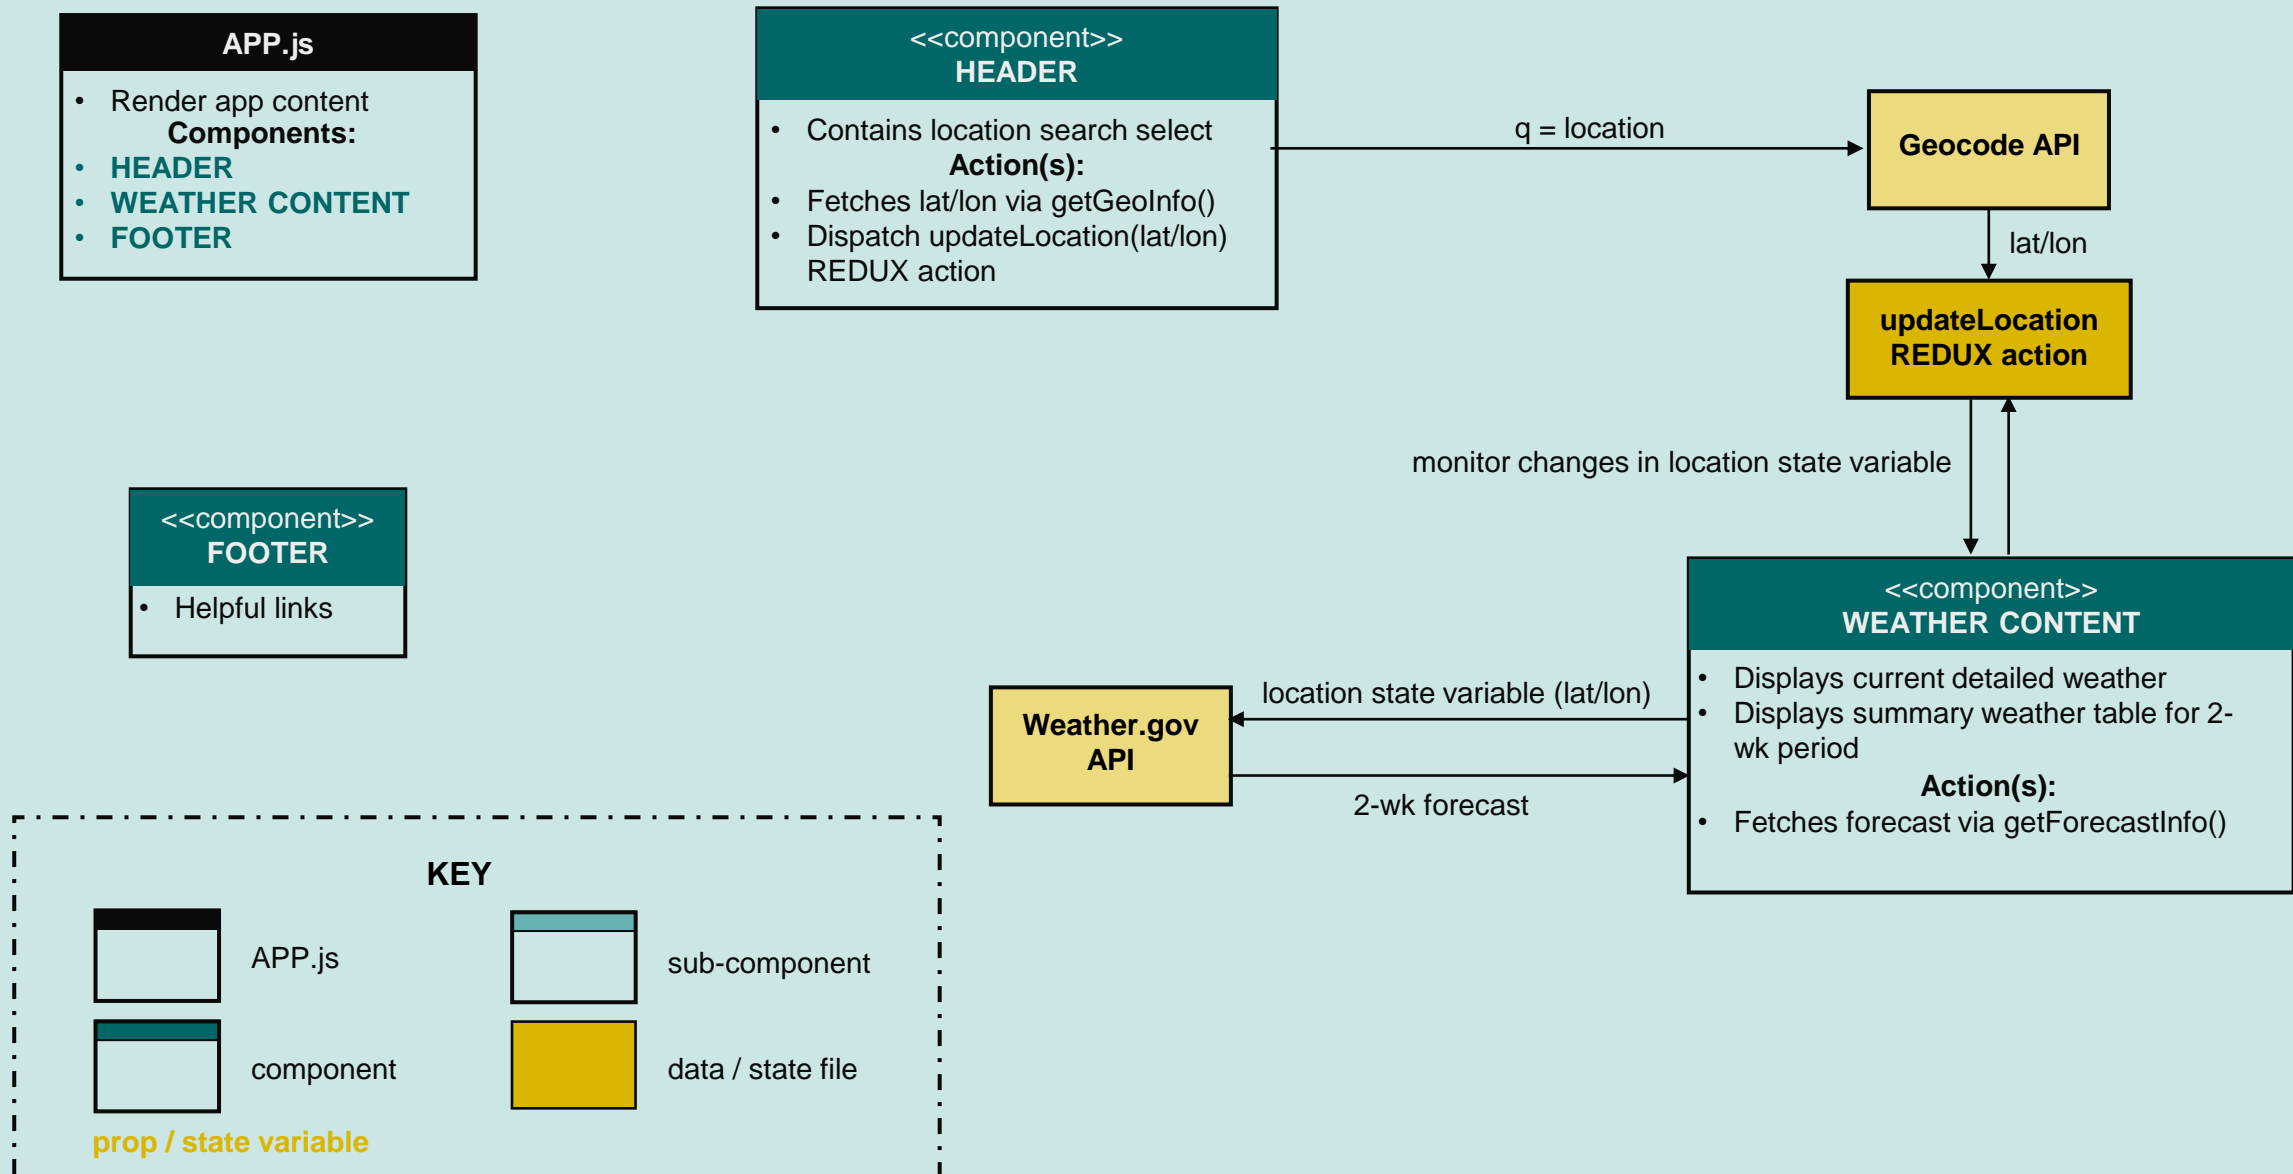 APP.js
• Render app content
Components:
• HEADER
• WEATHER CONTENT
• FOOTER
<<component>>
HEADER
• Contains location search select
Action(s):
• Fetches lat/lon via getGeoInfo()
• Dispatch updateLocation(lat/lon)
REDUX action
q = location
Geocode API
lat/lon
updateLocation
REDUX action
monitor changes in location state variable
<<component>>
FOOTER
• Helpful links
<<component>>
WEATHER CONTENT
• Displays current detailed weather
• Displays summary weather table for 2-
wk period
Action(s):
• Fetches forecast via getForecastInfo()
location state variable (lat/lon)
Weather.gov
API
2-wk forecast
KEY
APP.js
sub-component
component
data / state file
prop / state variable